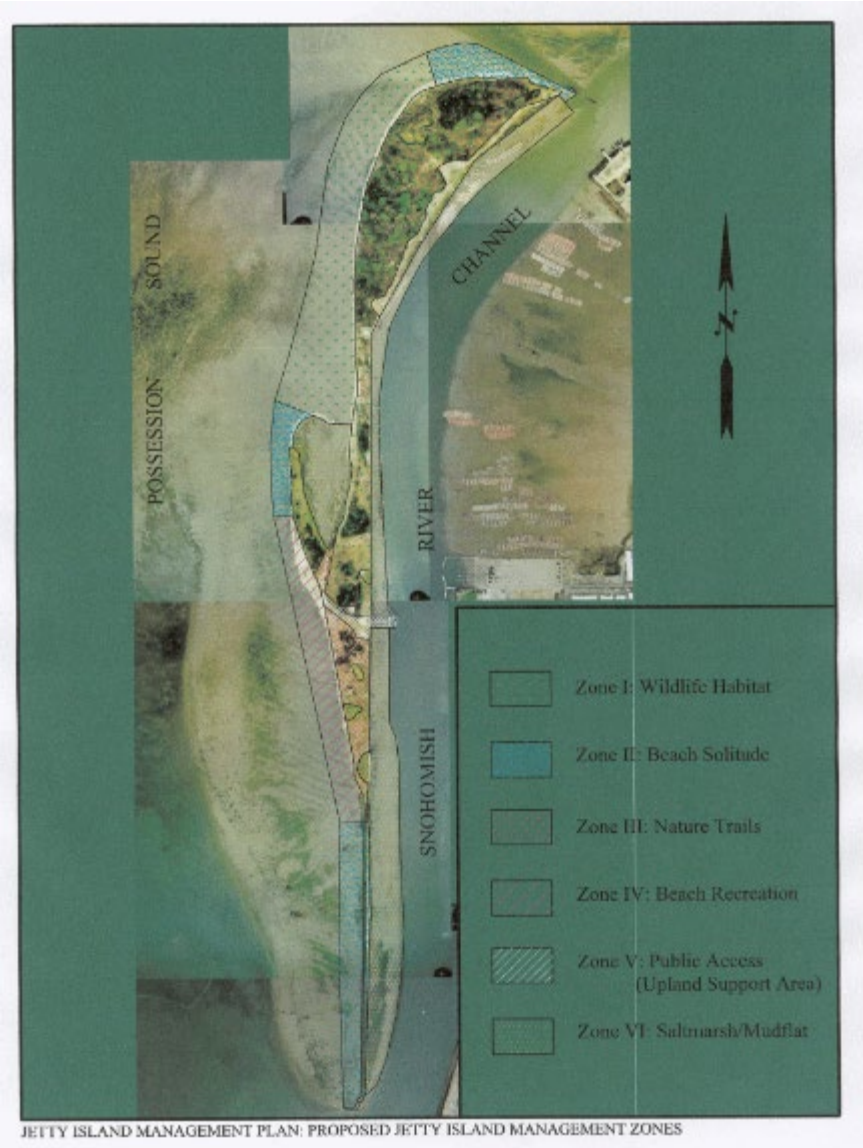 SOUND
POSSESSION
CHANNEL
RIVER
SNOHOMISH
N
Zone I: Wildlife Habitat
Zone II: Beach Solitude
Zone III: Nature Trails
Zone IV: Beach Recreation
Zone V: Public Access
(Upland Support Area)
Zone VI: Saltmarsh/Mudflat
JETTY ISLAND MANAGEMENT PLAN: PROPOSED JETTY ISLAND MANAGEMENT ZONES